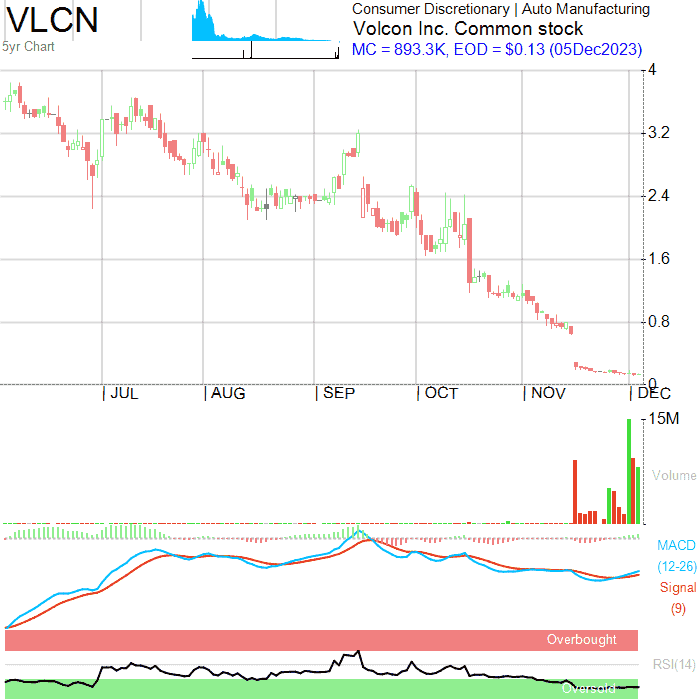 VLCN
5yr Chart
Consumer Discretionary | Auto Manufacturing
Volcon Inc. Common stock
MC = 893.3K, EOD = $0.13 (05Dec2023)
4
3.2
2.4
1.6
0.8
0
JUL AUG SEP OCT NOV DEC
15M
Volume
MACD
(12-26)
Signal
(9)
Overbought
RSI(14)
Oversold